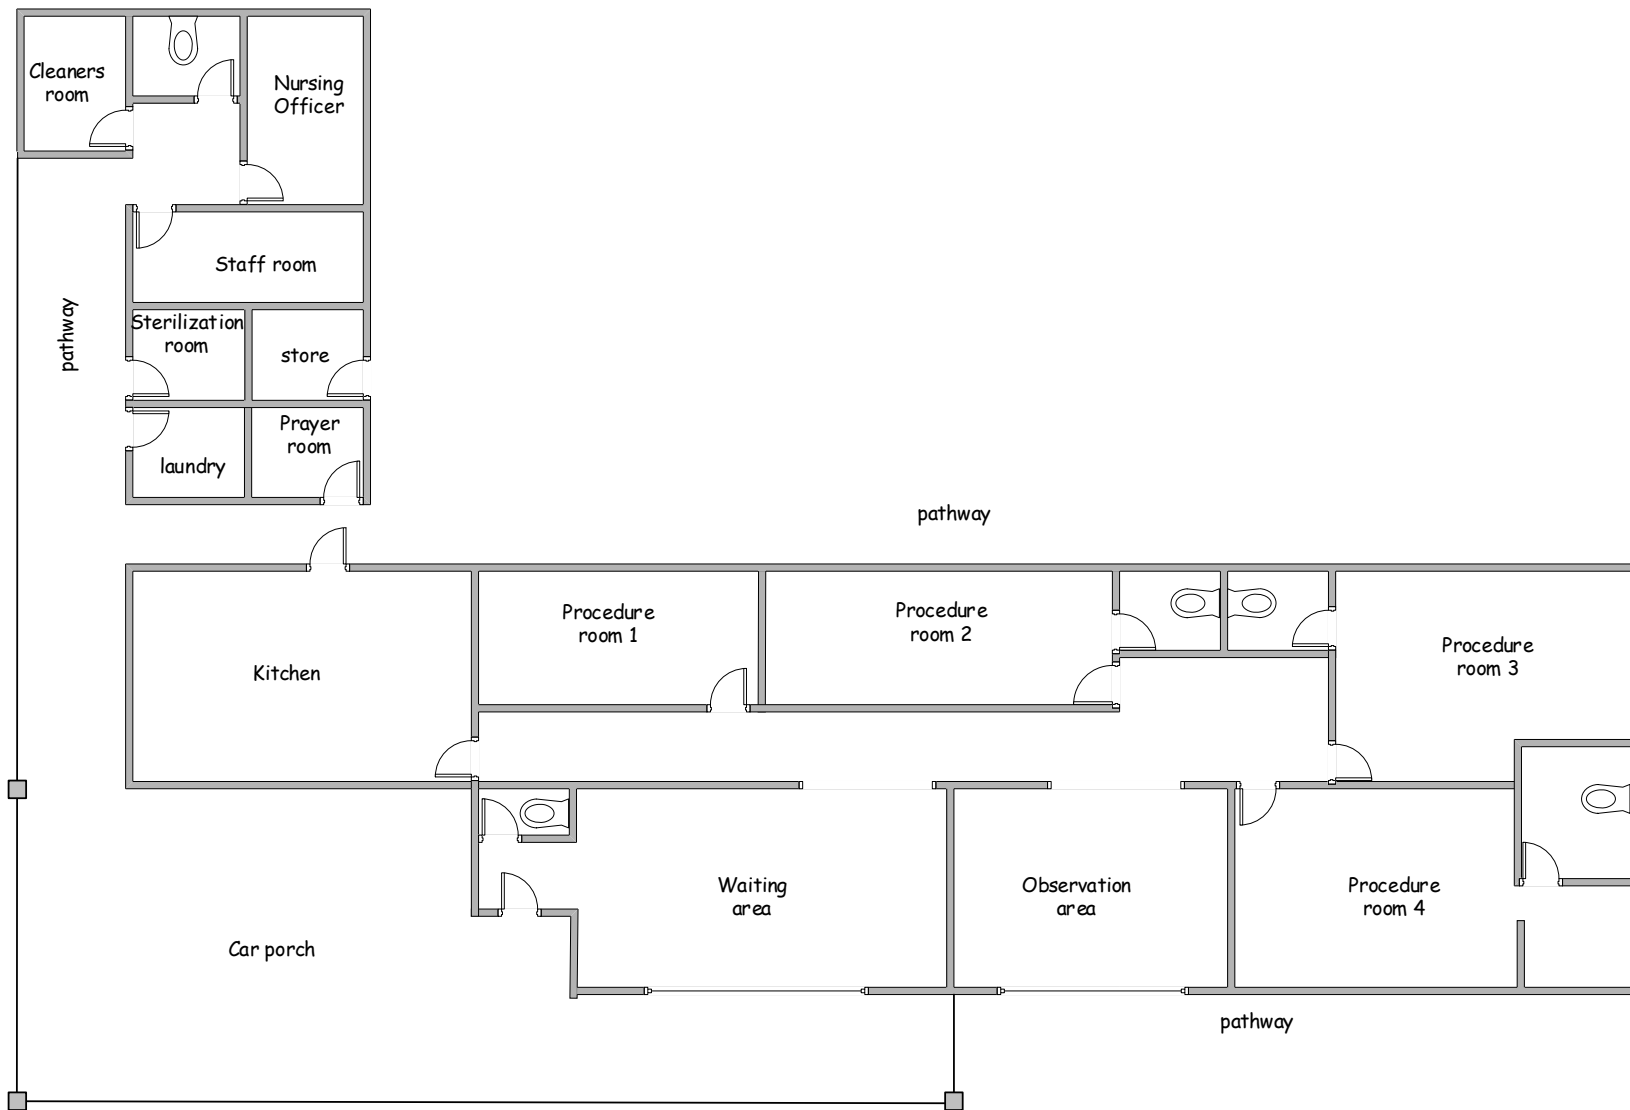 Cleaners
room
Nursing
Officer
Staff room
pathway
Sterilization
room
store
Prayer
room
laundry
pathway
Procedure
room 1
Procedure
room 2
Procedure
room 3
Kitchen
Waiting
area
Observation
area
Procedure
room 4
Car porch
pathway